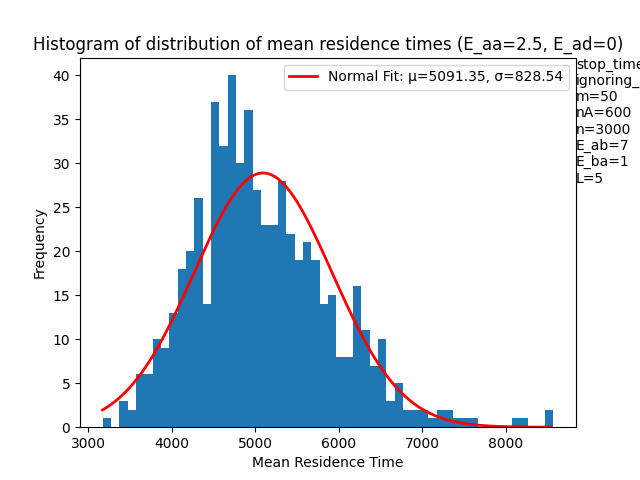 Histogram of distribution of mean residence times (E_aa=2.5, E_ad=0)
Normal Fit: μ=5091.35, σ=828.54
stop_time
ignoring_
m=50
nA=600
n=3000
E_ab=7
E_ba=1
L=5
Frequency
40
35
30
25
20
15
10
5
0
3000 4000 5000 6000 7000 8000
Mean Residence Time